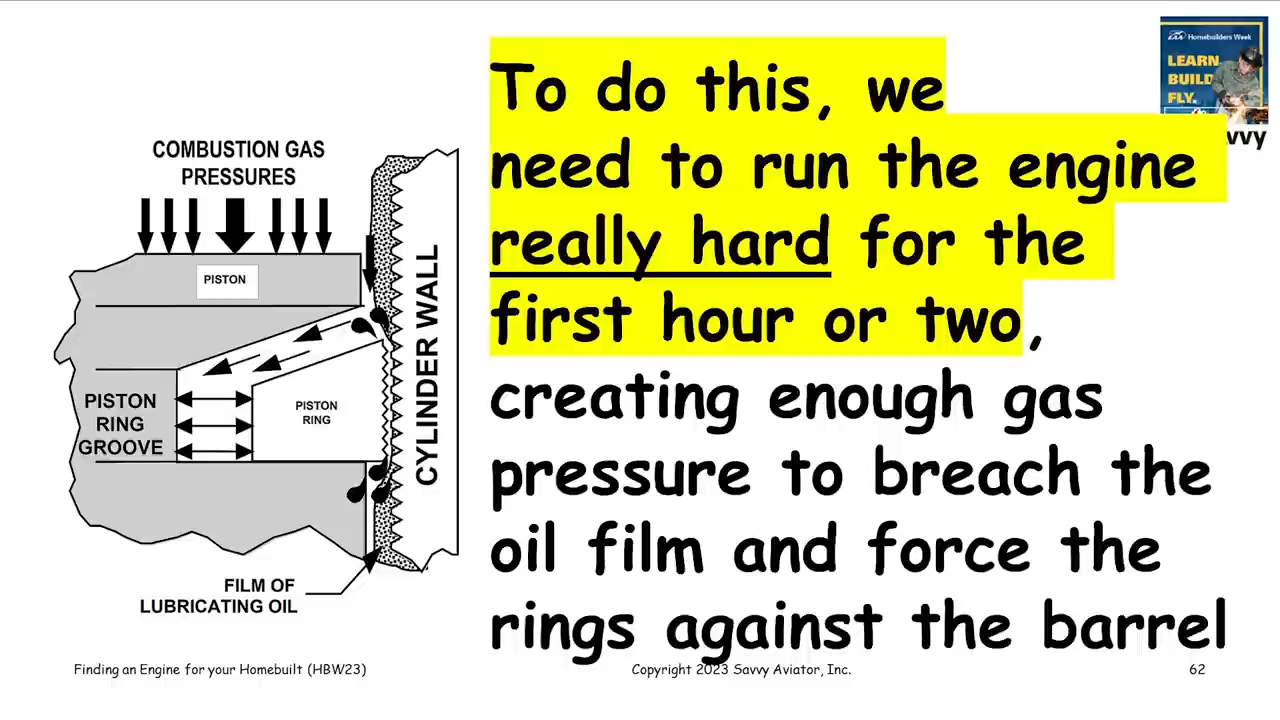 EAA Homebuilders Week
LEARN
BUILD
FLY.
vvy
To do this, we
need to run the engine
really hard for the
first hour or two,
creating enough gas
pressure to breach the
oil film and force the
rings against the barrel
COMBUSTION GAS
PRESSURES
PISTON
CYLINDER WALL
PISTON
RING
GROOVE
PISTON
RING
FILM OF
LUBRICATING OIL
Finding an Engine for your Homebuilt (HBW23)
Copyright 2023 Savvy Aviator, Inc.
62